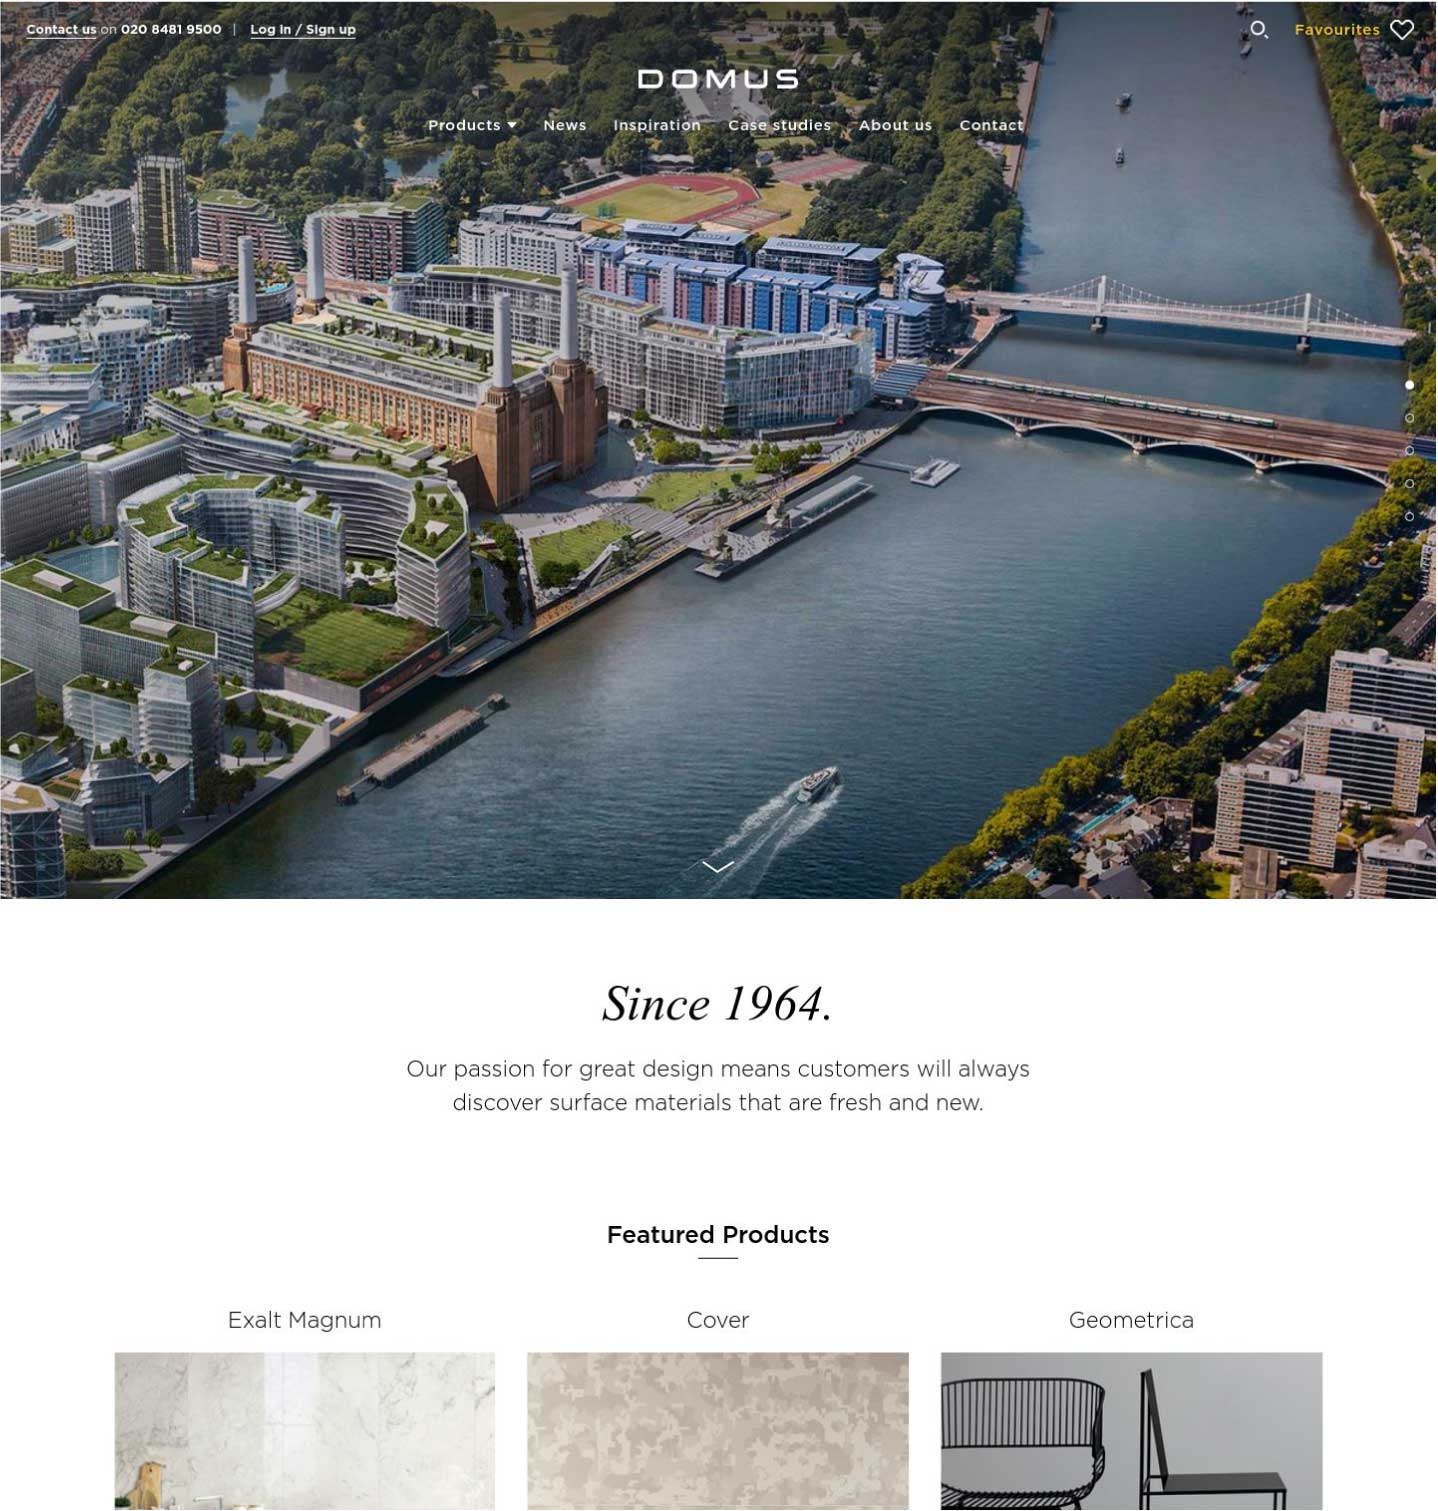 Contact us on 020 8481 9500 | Log in / Sign up
Favourites
DOMUS
Products News Inspiration Case studies About us Contact
Since 1964.
Our passion for great design means customers will always
discover surface materials that are fresh and new.
Featured Products
Exalt Magnum
Cover
Geometrica